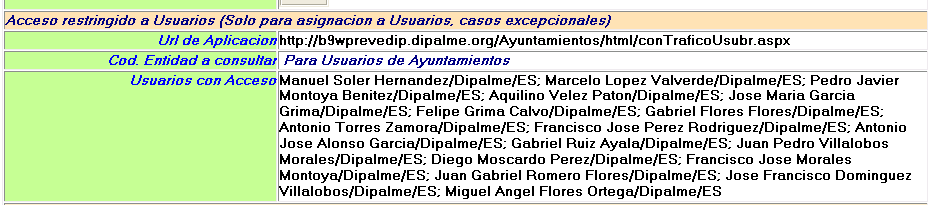 Acceso restringido a Usuarios (Solo para asignacion a Usuarios, casos excepcionales)
Url de Aplicacion http://b9wprevedip.dipalme.org/Ayuntamientos/html/conTraficoUsubr.aspx
Cod. Entidad a consultar Para Usuarios de Ayuntamientos
Usuarios con Acceso Manuel Soler Hernandez/Dipalme/ES; Marcelo Lopez Valverde/Dipalme/ES; Pedro Javier
Montoya Benitez/Dipalme/ES; Aquilino Velez Paton/Dipalme/ES; Jose Maria Garcia
Grima/Dipalme/ES; Felipe Grima Calvo/Dipalme/ES; Gabriel Flores Flores/Dipalme/ES;
Antonio Torres Zamora/Dipalme/ES; Francisco Jose Perez Rodriguez/Dipalme/ES; Antonio
Jose Alonso Garcia/Dipalme/ES; Gabriel Ruiz Ayala/Dipalme/ES; Juan Pedro Villalobos
Morales/Dipalme/ES; Diego Moscardo Perez/Dipalme/ES; Francisco Jose Morales
Montoya/Dipalme/ES; Juan Gabriel Romero Flores/Dipalme/ES; Jose Francisco Dominguez
Villalobos/Dipalme/ES; Miguel Angel Flores Ortega/Dipalme/ES